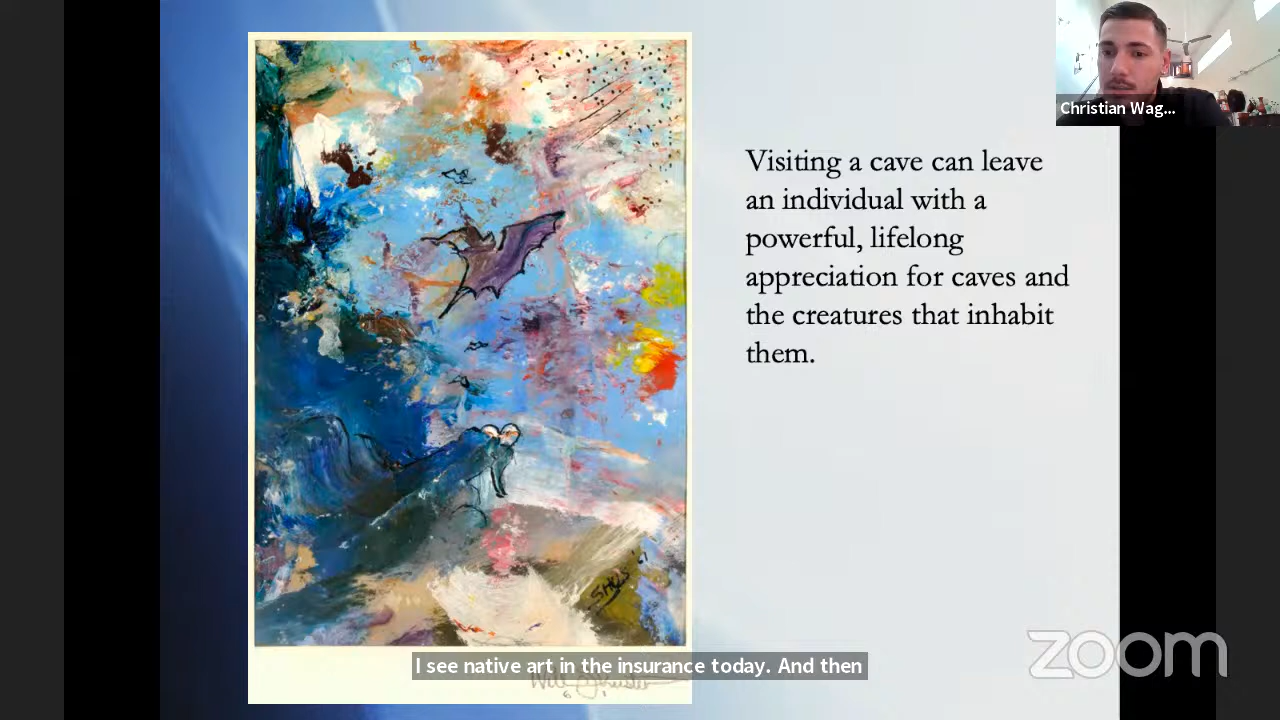 Christian Wag...
Visiting a cave can leave
an individual with a
powerful, lifelong
appreciation for caves and
the creatures that inhabit
them.
I see native art in the insurance today. And then
zoom